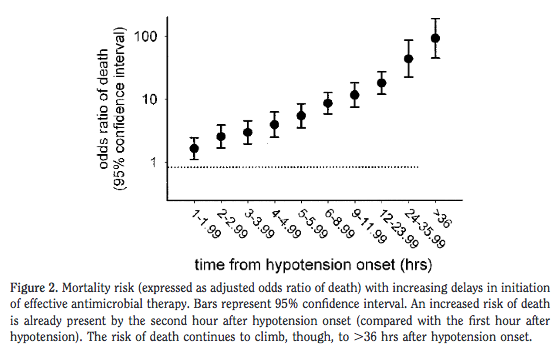 100
10
1
odds ratio of death
(95% confidence interval)
1-1.99
2-2.99
3-3.99
4-4.99
5-5.99
6-8.99
9-11.99
12-23.99
24-35.99
>36
time from hypotension onset (hrs)
Figure 2. Mortality risk (expressed as adjusted odds ratio of death) with increasing delays in initiation
of effective antimicrobial therapy. Bars represent 95% confidence interval. An increased risk of death
is already present by the second hour after hypotension onset (compared with the first hour after
hypotension). The risk of death continues to climb, though, to >36 hrs after hypotension onset.